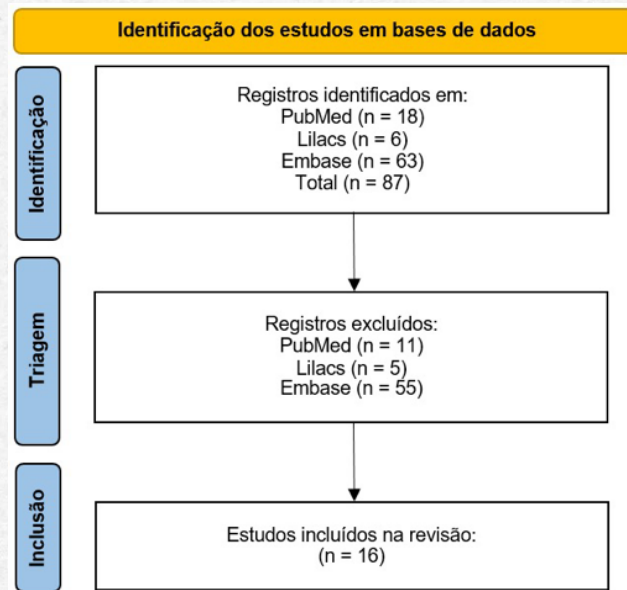 Identificação dos estudos em bases de dados
Identificação
Registros identificados em:
PubMed (n = 18)
Lilacs (n = 6)
Embase (n = 63)
Total (n = 87)
Triagem
Registros excluídos:
PubMed (n = 11)
Lilacs (n = 5)
Embase (n = 55)
Inclusão
Estudos incluídos na revisão:
(n = 16)